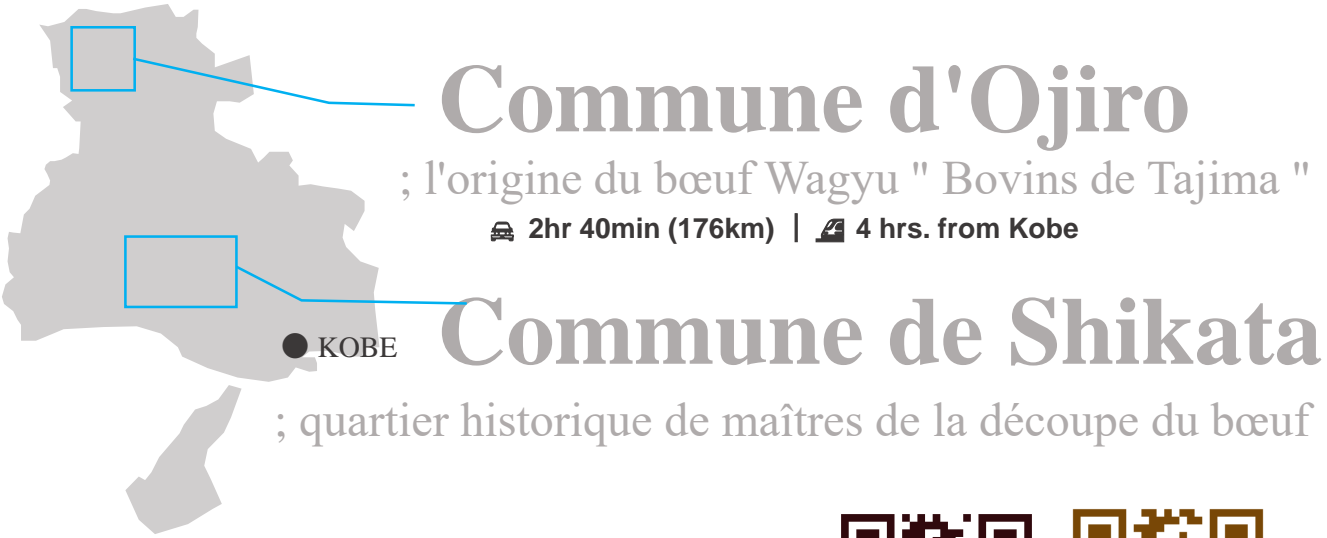 Commune d'Ojiro
; l'origine du bœuf Wagyu " Bovins de Tajima "
2hr 40min (176km) | 4 hrs. from Kobe
Commune de Shikata
KOBE
; quartier historique de maîtres de la découpe du bœuf